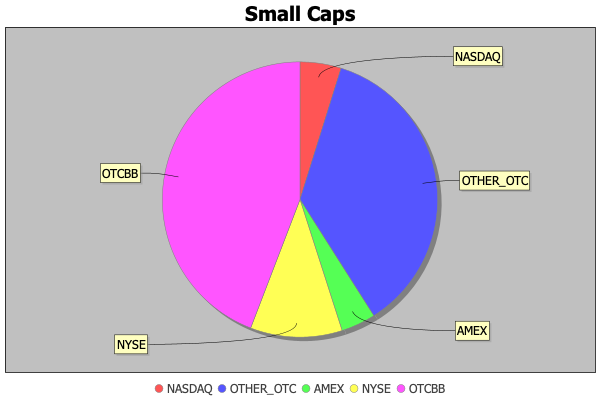 Small Caps
NASDAQ
OTCBB
OTHER_OTC
AMEX
NYSE
NASDAQ OTHER_OTC AMEX NYSE OTCBB